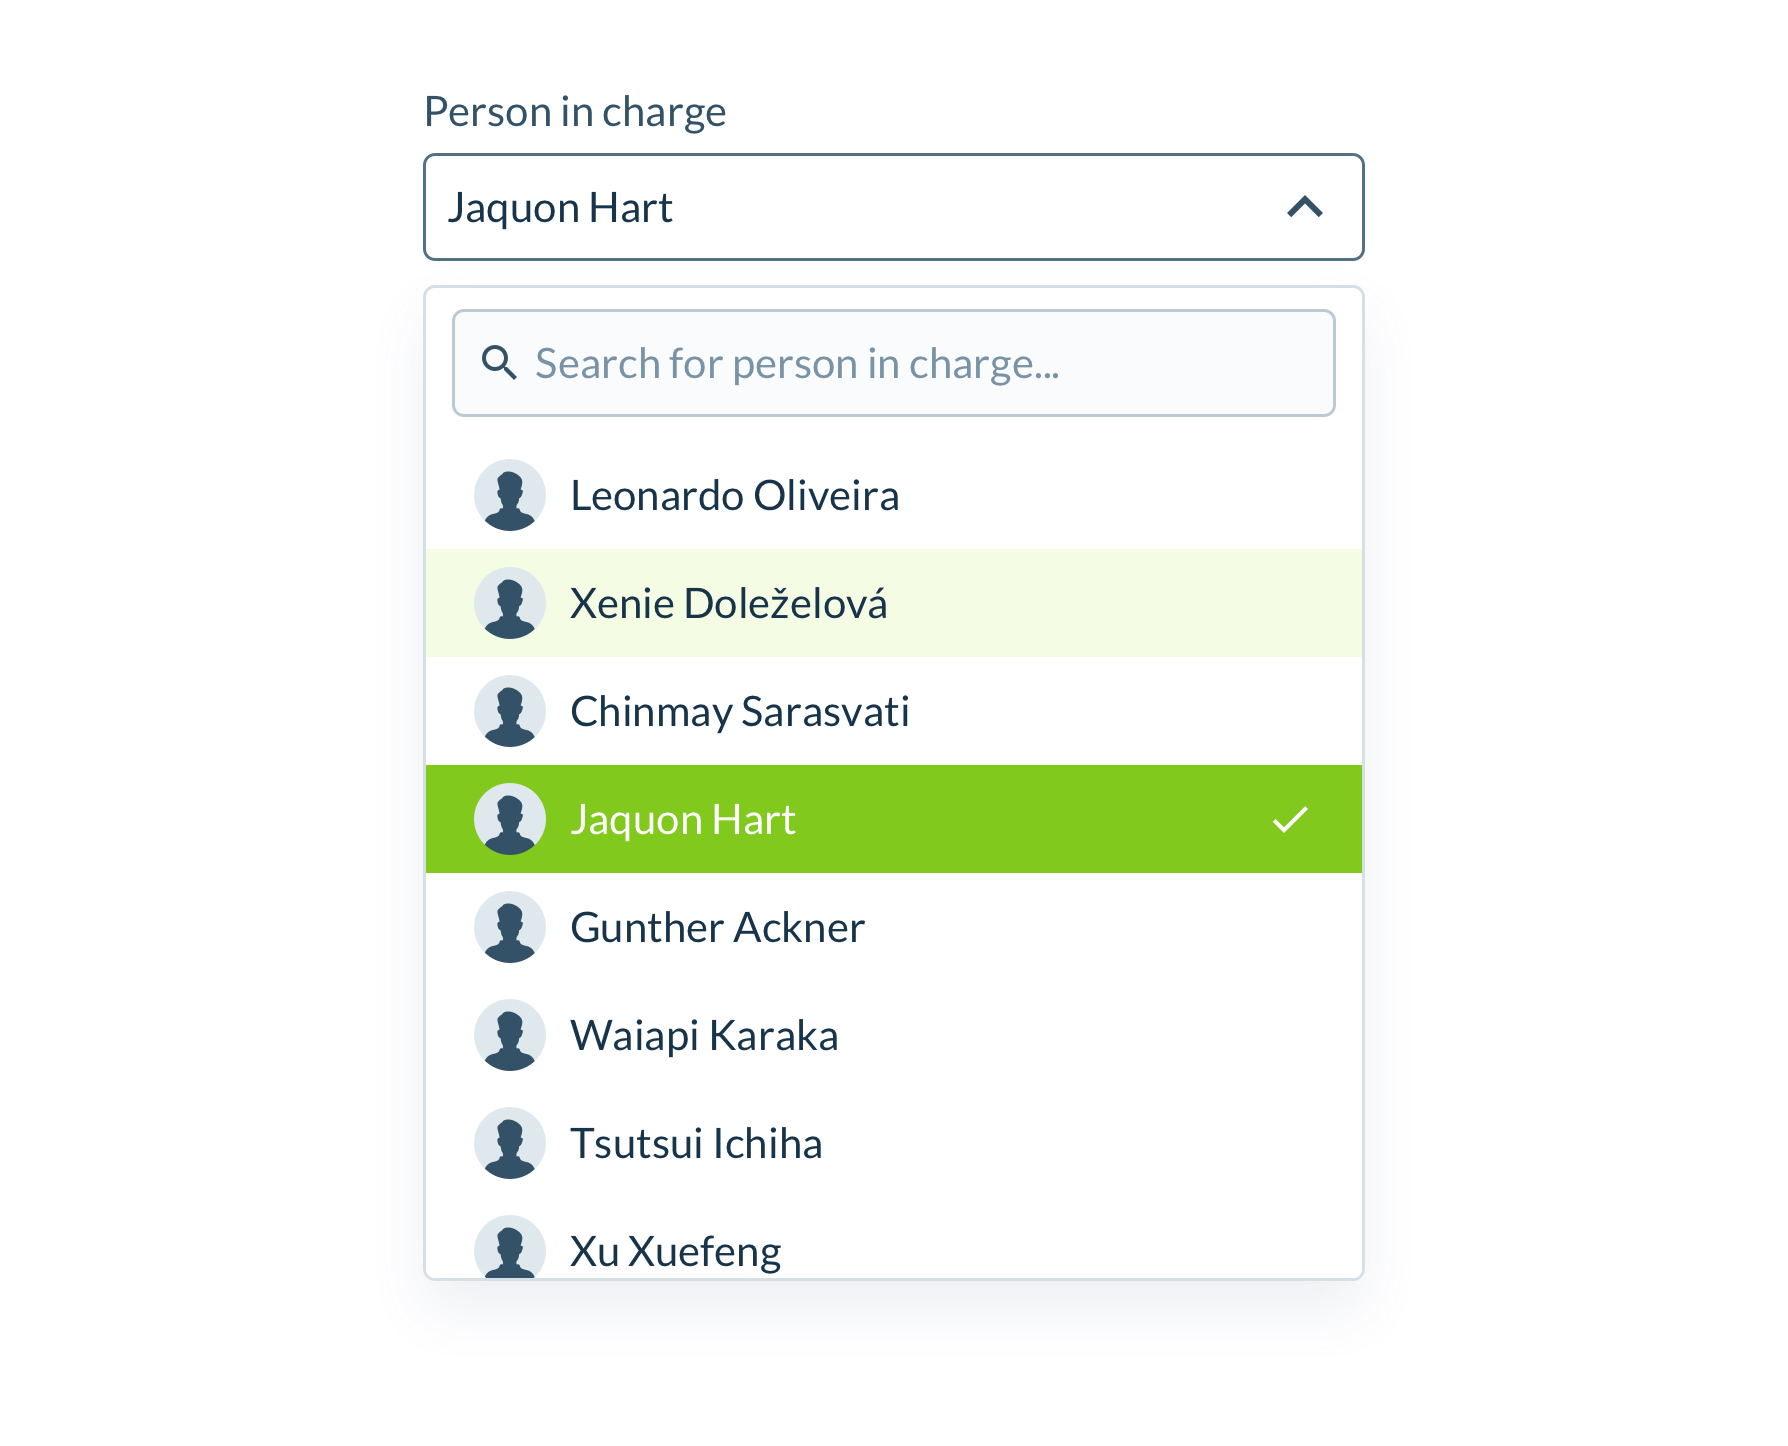 Person in charge
Jaquon Hart
Search for person in charge...
Leonardo Oliveira
Xenie Doleželová
Chinmay Sarasvati
Jaquon Hart
Gunther Ackner
Waiapi Karaka
Tsutsui Ichiha
Xu Xuefeng